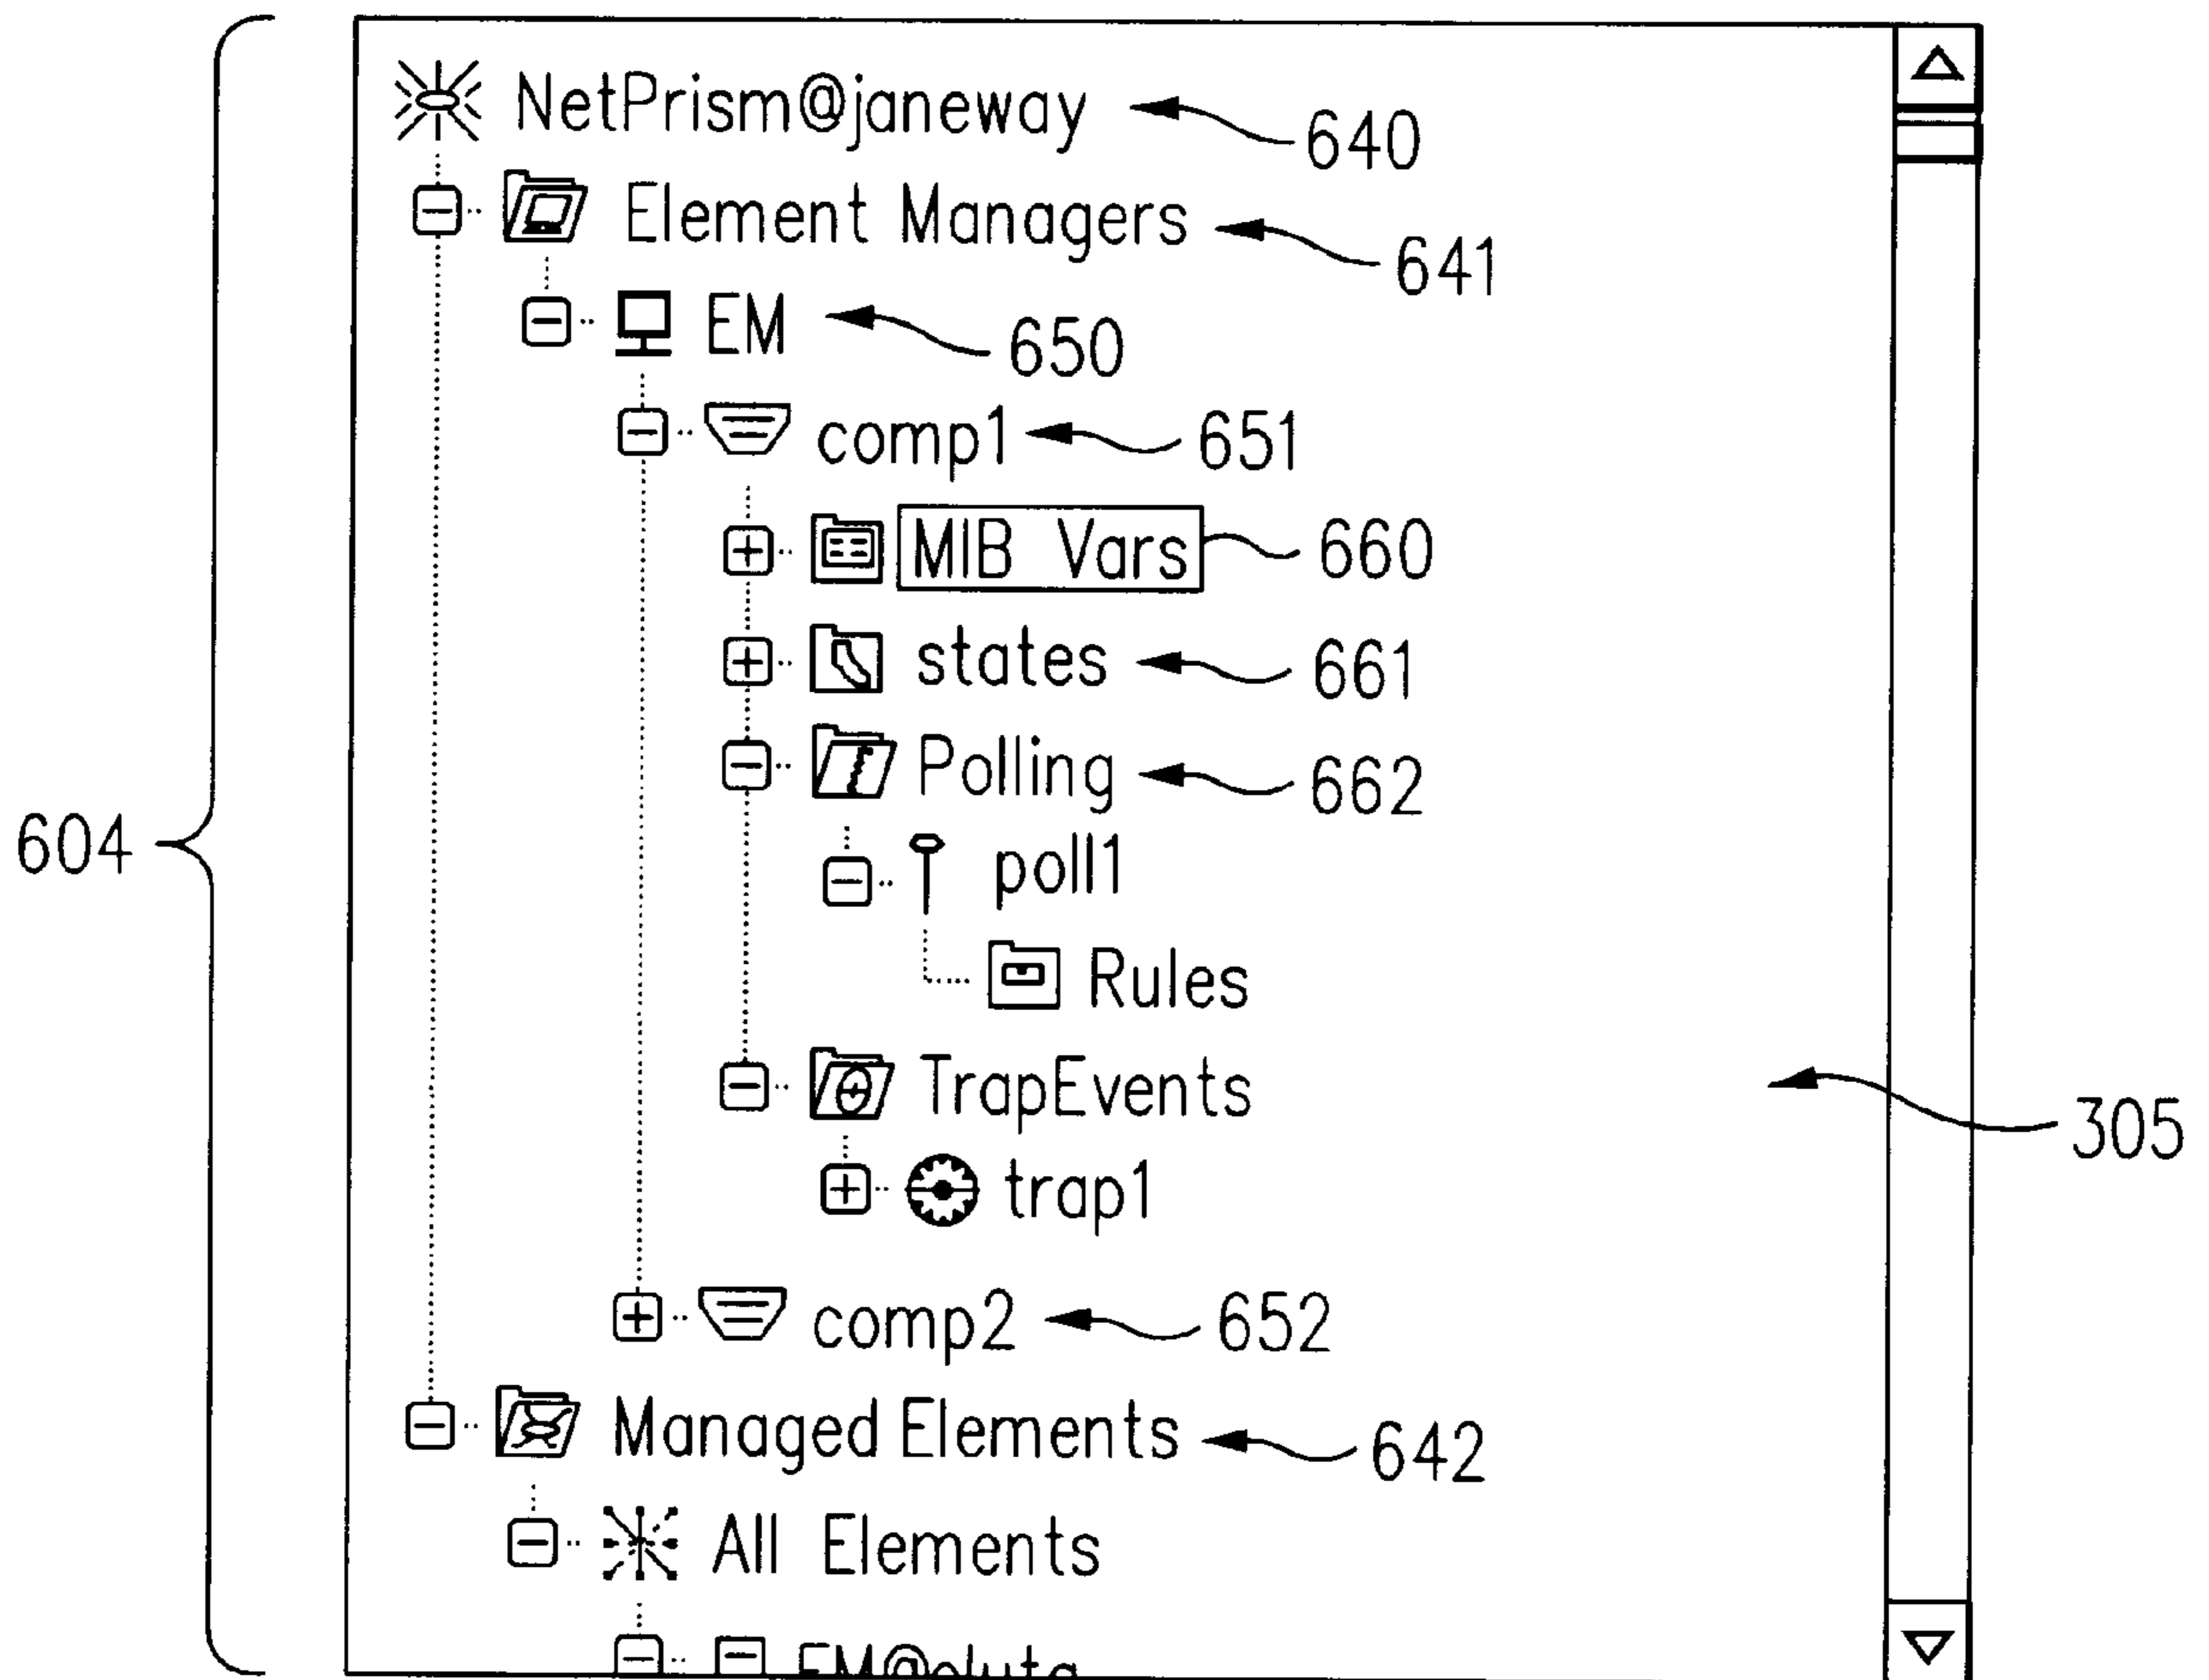 NetPrism@janeway 640
Element Managers 641
EM 650
comp1 651
MIB Vars 660
states 661
Polling 662
604
poll1
Rules
TrapEvents
305
trap1
comp2 652
Managed Elements 642
All Elements